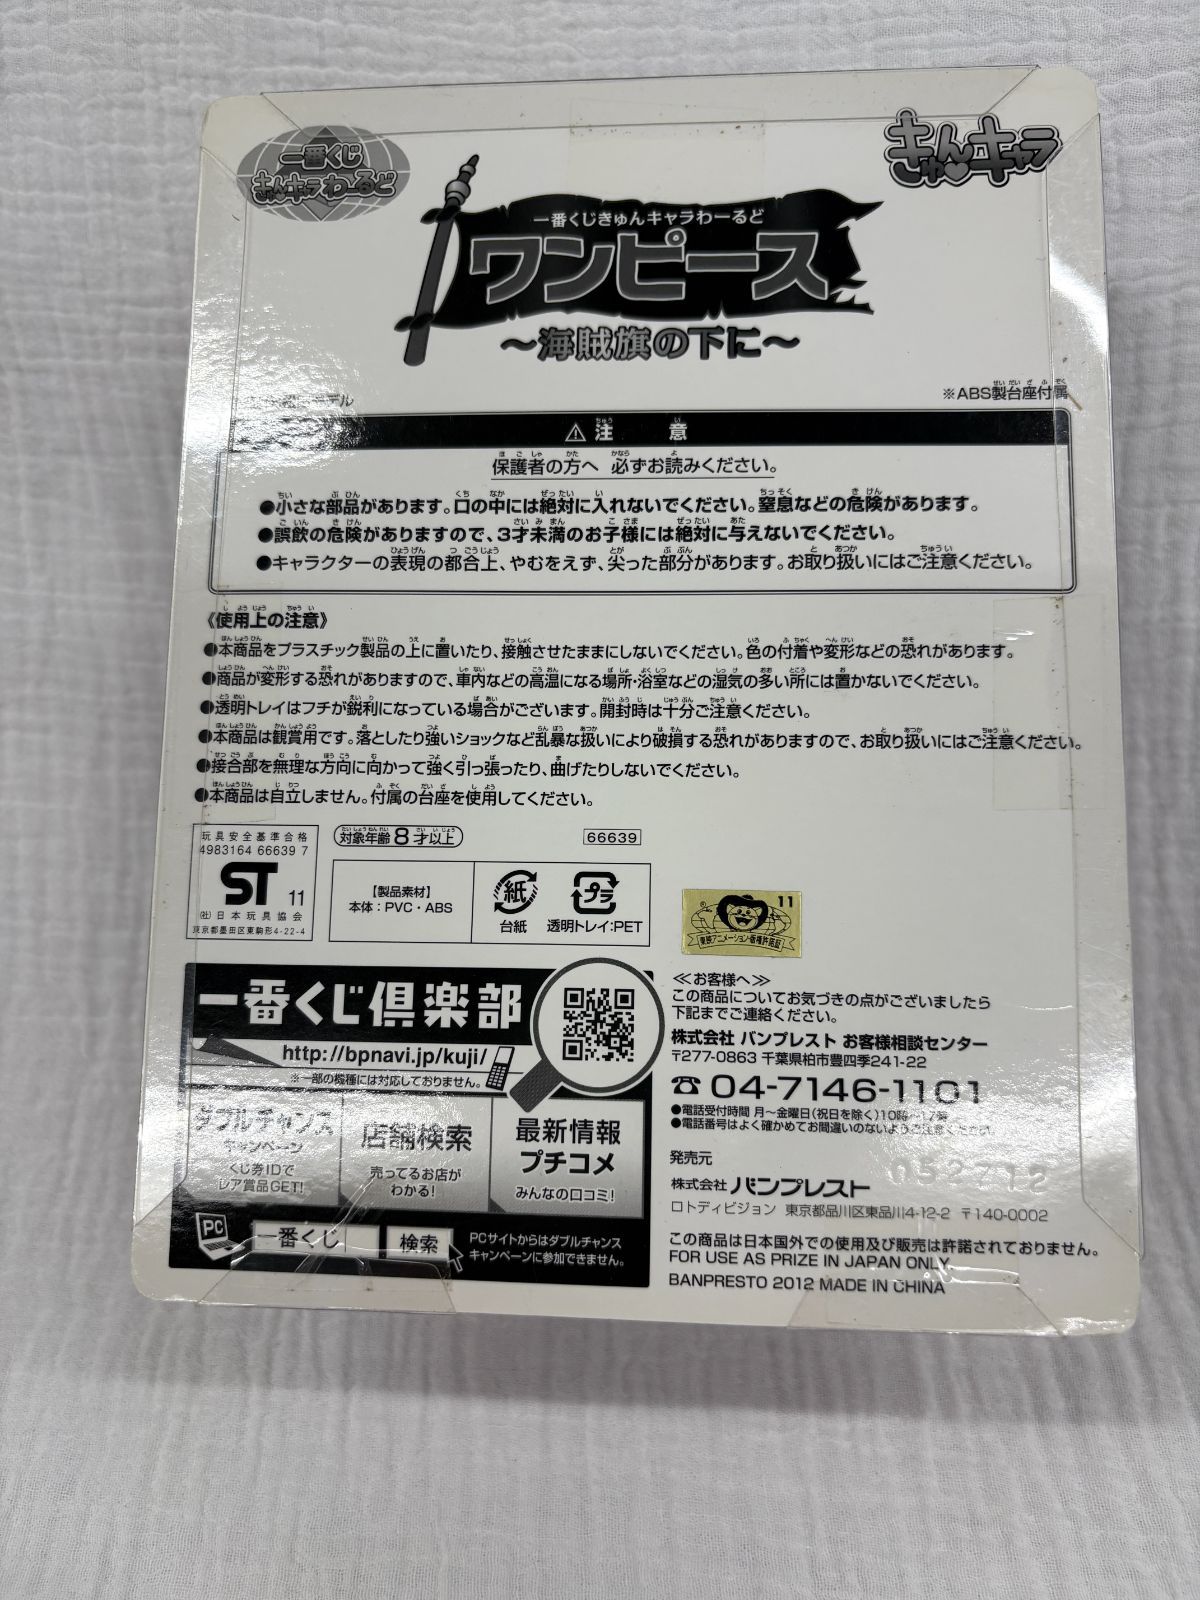 一番くじ
きゅんキャラわーるど
きゅんキャラ
一番くじきゅんキャラわーるど
ワンピース
～海賊旗の下に～
デル
※ABS製台座付属
⚠注 意
保護者の方へ 必ずお読みください。
●小さな部品があります。口の中には絶対に入れないでください。窒息などの危険があります。
●誤飲の危険がありますので、3才未満のお子様には絶対に与えないでください。
●キャラクターの表現の都合上、やむをえず、尖った部分があります。お取り扱いにはご注意ください。
《使用上の注意》
●本商品をプラスチック製品の上に置いたり、接触させたままにしないでください。色の付着や変形などの恐れがあります。
●商品が変形する恐れがありますので、車内などの高温になる場所・浴室などの湿気の多い所には置かないでください。
●透明トレイはフチが鋭利になっている場合がございます。開封時は十分ご注意ください。
●本商品は観賞用です。落としたり強いショックなど乱暴な扱いにより破損する恐れがありますので、お取り扱いにはご注意ください。
●接合部を無理な方向に向かって強く引っ張ったり、曲げたりしないでください。
●本商品は自立しません。付属の台座を使用してください。
玩具安全基準合格
4983164 66639 7
ST 11
(社)日本玩具協会
東京都墨田区東駒形4-22-4
対象年齢8才以上
66639
【製品素材】
本体：PVC・ABS
紙
台紙
プラ
透明トレイ：PET
11
東映アニメーション・版権許諾証
一番くじ倶楽部
http://bpnavi.jp/kuji/
※一部の機種には対応しておりません。
ダブルチャンス
キャンペーン
くじ券IDで
レア賞品GET!
店舗検索
売ってるお店が
わかる!
最新情報
プチコメ
みんなの口コミ!
PC
一番くじ
検索
PCサイトからはダブルチャンス
キャンペーンに参加できません。
≪お客様へ≫
この商品についてお気づきの点がございましたら
下記までご連絡ください。
株式会社 バンプレスト お客様相談センター
〒277-0863 千葉県柏市豊四季241-22
☎04-7146-1101
●電話受付時間 月～金曜日(祝日を除く)10時～17時
●電話番号はよく確かめてお間違いのないようご注意ください。
発売元
株式会社 バンプレスト
ロトディビジョン 東京都品川区東品川4-12-2 〒140-0002
0522712
この商品は日本国外での使用及び販売は許諾されておりません。
FOR USE AS PRIZE IN JAPAN ONLY.
BANPRESTO 2012 MADE IN CHINA